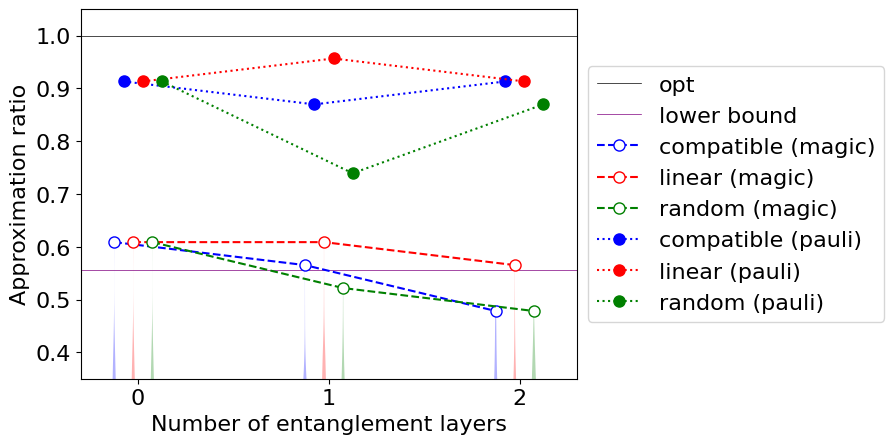 1.0
0.9
0.8
0.7
0.6
0.5
0.4
Approximation ratio
0 1 2
Number of entanglement layers
opt
lower bound
compatible (magic)
linear (magic)
random (magic)
compatible (pauli)
linear (pauli)
random (pauli)